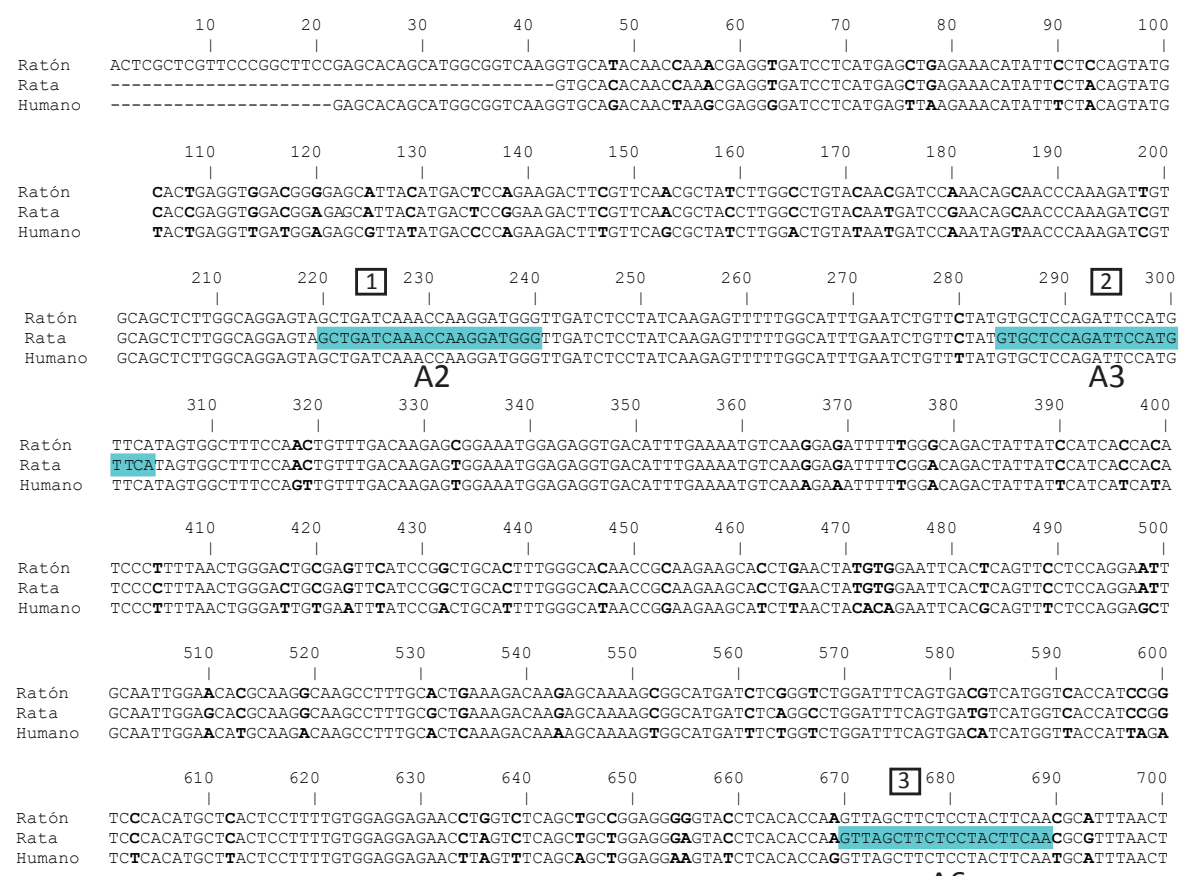 10 20 30 40 50 60 70 80 90 100
Ratón ACTCGCTCGTTCCCGGCTTCCGAGCACAGCATGGCGGTCAAGGTGCATACAACCAAACGAGGTGATCCTCATGAGCTGAGAAACATATTCCTCCAGTATG
Rata ------------------------------------------GTGCACACAACCAAACGAGGTGATCCTCATGAGCTGAGAAACATATTCCTACAGTATG
Humano ---------------------GAGCACAGCATGGCGGTCAAGGTGCAGACAACTAAGCGAGGGGATCCTCATGAGTTAAGAAACATATTTCTACAGTATG
110 120 130 140 150 160 170 180 190 200
Ratón CACTGAGGTGGACGGGGAGCATTACATGACTCCAGAAGACTTCGTTCAACGCTATCTTGGCCTGTACAACGATCCAAACAGCAACCCAAAGATTGT
Rata CACCGAGGTGGACGGAGAGCATTACATGACTCCGGAAGACTTCGTTCAACGCTACCTTGGCCTGTACAATGATCCGAACAGCAACCCAAAGATCGT
Humano TACTGAGGTTGATGGAGAGCGTTATATGACCCCAGAAGACTTTGTTCAGCGCTATCTTGGACTGTATAATGATCCAAATAGTAACCCAAAGATCGT
210 220 1 230 240 250 260 270 280 290 2 300
Ratón GCAGCTCTTGGCAGGAGTAGCTGATCAAACCAAGGATGGGTTGATCTCCTATCAAGAGTTTTTGGCATTTGAATCTGTTCTATGTGCTCCAGATTCCATG
Rata GCAGCTCTTGGCAGGAGTAGCTGATCAAACCAAGGATGGGTTGATCTCCTATCAAGAGTTTTTGGCATTTGAATCTGTTCTATGTGCTCCAGATTCCATG
Humano GCAGCTCTTGGCAGGAGTAGCTGATCAAACCAAGGATGGGTTGATCTCCTATCAAGAGTTTTTGGCATTTGAATCTGTTTTATGTGCTCCAGATTCCATG
A2 A3
310 320 330 340 350 360 370 380 390 400
Ratón TTCATAGTGGCTTTCCAACTGTTTGACAAGAGCGGAAATGGAGAGGTGACATTTGAAAATGTCAAGGAGATTTTTGGGCAGACTATTATCCATCACCACA
Rata TTCATAGTGGCTTTCCAACTGTTTGACAAGAGTGGAAATGGAGAGGTGACATTTGAAAATGTCAAGGAGATTTTCGGACAGACTATTATCCATCACCACA
Humano TTCATAGTGGCTTTCCAGTTGTTTGACAAGAGTGGAAATGGAGAGGTGACATTTGAAAATGTCAAAGAAATTTTTGGACAGACTATTATTCATCATCATA
410 420 430 440 450 460 470 480 490 500
Ratón TCCCTTTTAACTGGGACTGCGAGTTCATCCGGCTGCACTTTGGGCACAACCGCAAGAAGCACCTGAACTATGTGGAATTCACTCAGTTCCTCCAGGAATT
Rata TCCCCTTTAACTGGGACTGCGAGTTCATCCGGCTGCACTTTGGGCACAACCGCAAGAAGCACCTGAACTATGTGGAATTCACTCAGTTCCTCCAGGAATT
Humano TCCCTTTTAACTGGGATTGTGAATTTATCCGACTGCATTTTGGGCATAACCGGAAGAAGCATCTTAACTACACAGAATTCACGCAGTTTCTCCAGGAGCT
510 520 530 540 550 560 570 580 590 600
Ratón GCAATTGGAACACGCAAGGCAAGCCTTTGCACTGAAAGACAAGAGCAAAAGCGGCATGATCTCGGGTCTGGATTTCAGTGACGTCATGGTCACCATCCGG
Rata GCAATTGGAGCACGCAAGGCAAGCCTTTGCGCTGAAAGACAAGAGCAAAAGCGGCATGATCTCAGGCCTGGATTTCAGTGATGTCATGGTCACCATCCGG
Humano GCAATTGGAACATGCAAGACAAGCCTTTGCACTCAAAGACAAAAGCAAAAGTGGCATGATTTCTGGTCTGGATTTCAGTGACATCATGGTTACCATTAGA
610 620 630 640 650 660 670 3 680 690 700
Ratón TCCCACATGCTCACTCCTTTTGTGGAGGAGAACCTGGTCTCAGCTGCCGGAGGGGGTACCTCACACCAAGTTAGCTTCTCCTACTTCAACGCATTTAACT
Rata TCCCACATGCTCACTCCTTTTGTGGAGGAGAACCTAGTCTCAGCTGCTGGAGGGAGTACCTCACACCAAGTTAGCTTCTCCTACTTCAACGCGTTTAACT
Humano TCTCACATGCTTACTCCTTTTGTGGAGGAGAACTTAGTTTCAGCAGCTGGAGGAAGTATCTCACACCAGGTTAGCTTCTCCTACTTCAATGCATTTAACT